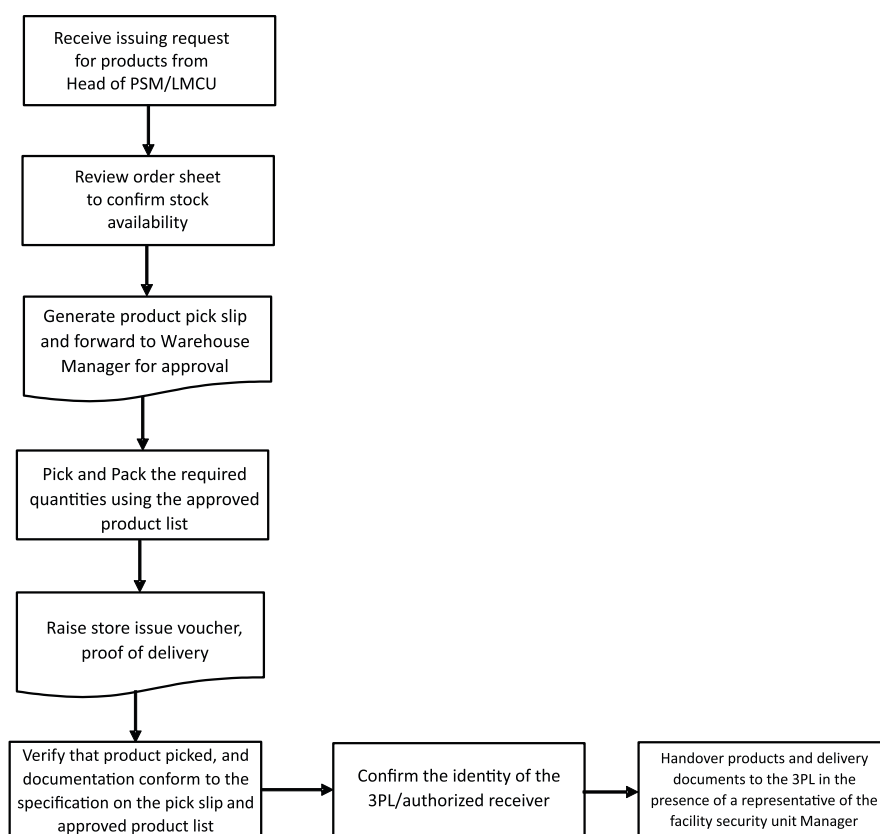 Receive issuing request
for products from
Head of PSM/LMCU
Review order sheet
to confirm stock
availability
Generate product pick slip
and forward to Warehouse
Manager for approval
Pick and Pack the required
quantities using the approved
product list
Raise store issue voucher,
proof of delivery
Verify that product picked, and
documentation conform to the
specification on the pick slip and
approved product list
Confirm the identity of the
3PL/authorized receiver
Handover products and delivery
documents to the 3PL in the
presence of a representative of the
facility security unit Manager